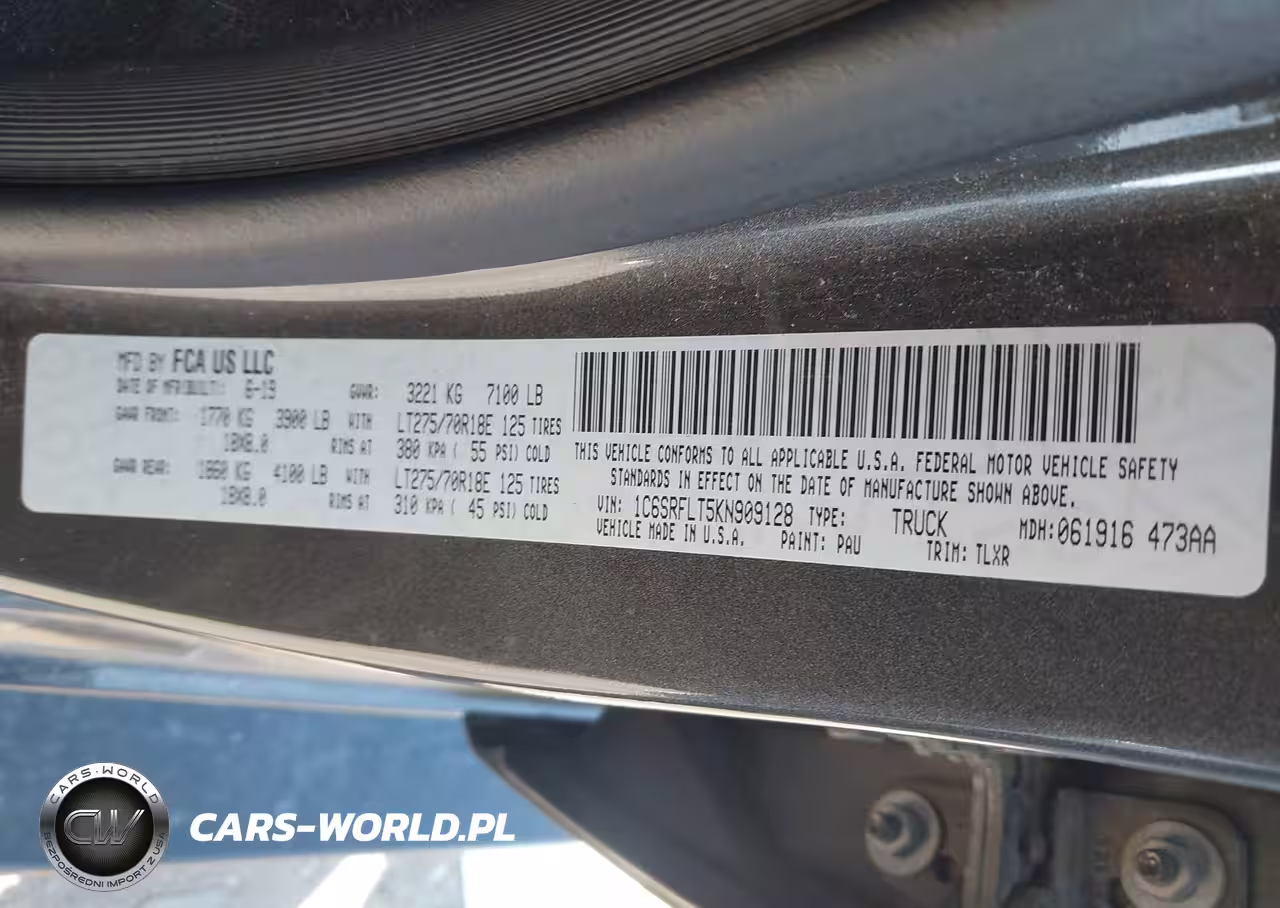 MFD BY FCA US LLC
DATE OF MFR(BUILT): 6-19 GVWR: 3221 KG 7100 LB
GAWR FRONT: 1770 KG 3900 LB WITH LT275/70R18E 125 TIRES
18X8.0 RIMS AT 380 KPA ( 55 PSI) COLD
GAWR REAR: 1860 KG 4100 LB WITH LT275/70R18E 125 TIRES
18X8.0 RIMS AT 310 KPA ( 45 PSI) COLD
THIS VEHICLE CONFORMS TO ALL APPLICABLE U.S.A. FEDERAL MOTOR VEHICLE SAFETY
STANDARDS IN EFFECT ON THE DATE OF MANUFACTURE SHOWN ABOVE.
VIN: 1C6SRFLT5KN909128 TYPE: TRUCK MDH:061916 473AA
VEHICLE MADE IN U.S.A. PAINT: PAU TRIM: TLXR
CARS-WORLD
CW
BEZPOŚREDNI IMPORT Z USA
CARS-WORLD.PL